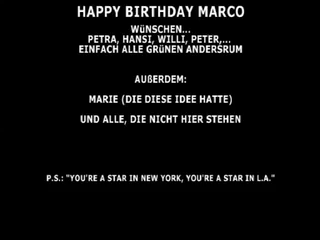 HAPPY BIRTHDAY MARCO
WüNSCHEN...
PETRA, HANSI, WILLI, PETER,...
EINFACH ALLE GRüNEN ANDERSRUM
AUßERDEM:
MARIE (DIE DIESE IDEE HATTE)
UND ALLE, DIE NICHT HIER STEHEN
P.S.: "YOU'RE A STAR IN NEW YORK, YOU'RE A STAR IN L.A."